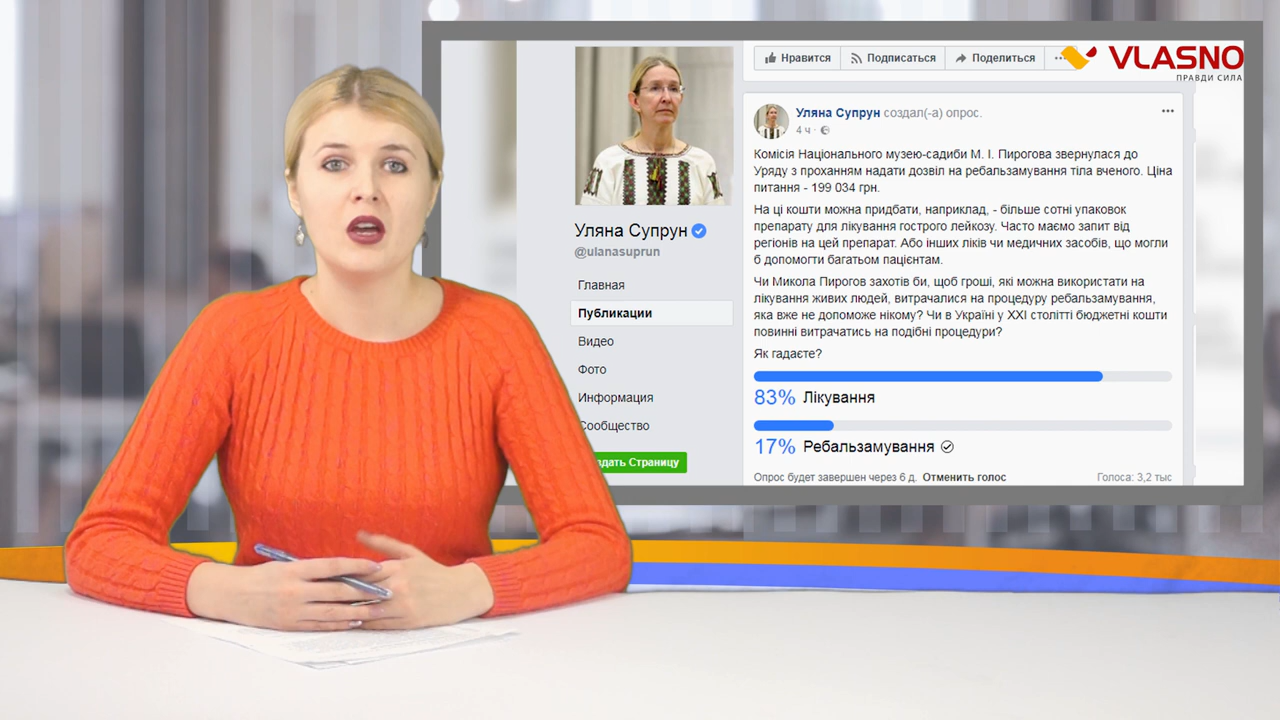 Нравится
Подписаться
Поделиться
VLASNO
ПРАВДИ СИЛА
Уляна Супрун создал(-а) опрос.
4 ч
Комісія Національного музею-садиби М. І. Пирогова звернулася до
Уряду з проханням надати дозвіл на ребальзамування тіла вченого. Ціна
питання - 199 034 грн.
На ці кошти можна придбати, наприклад, - більше сотні упаковок
препарату для лікування гострого лейкозу. Часто маємо запит від
регіонів на цей препарат. Або інших ліків чи медичних засобів, що могли
б допомогти багатьом пацієнтам.
Чи Микола Пирогов захотів би, щоб гроші, які можна використати на
лікування живих людей, витрачалися на процедуру ребальзамування,
яка вже не допоможе нікому? Чи в Україні у XXI столітті бюджетні кошти
повинні витрачатись на подібні процедури?
Як гадаєте?
83% Лікування
17% Ребальзамування
Опрос будет завершен через 6 д. Отменить голос
Голоса: 3,2 тыс
Уляна Супрун
@ulanasuprun
Главная
Публикации
Видео
Фото
Информация
Сообщество
здать Страницу